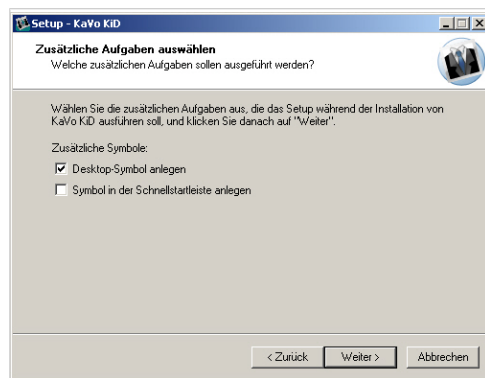 Setup - KaVo KiD
Zusätzliche Aufgaben auswählen
Welche zusätzlichen Aufgaben sollen ausgeführt werden?
Wählen Sie die zusätzlichen Aufgaben aus, die das Setup während der Installation von
KaVo KiD ausführen soll, und klicken Sie danach auf "Weiter".
Zusätzliche Symbole:
Desktop-Symbol anlegen
Symbol in der Schnellstartleiste anlegen
< Zurück Weiter > Abbrechen